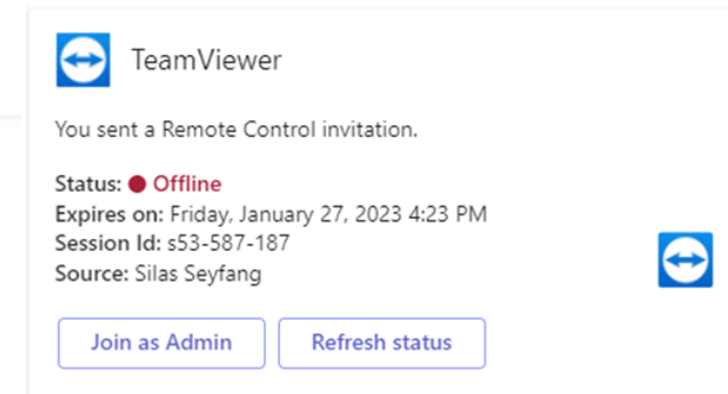 TeamViewer
You sent a Remote Control invitation.
Status: Offline
Expires on: Friday, January 27, 2023 4:23 PM
Session Id: s53-587-187
Source: Silas Seyfang
Join as Admin
Refresh status